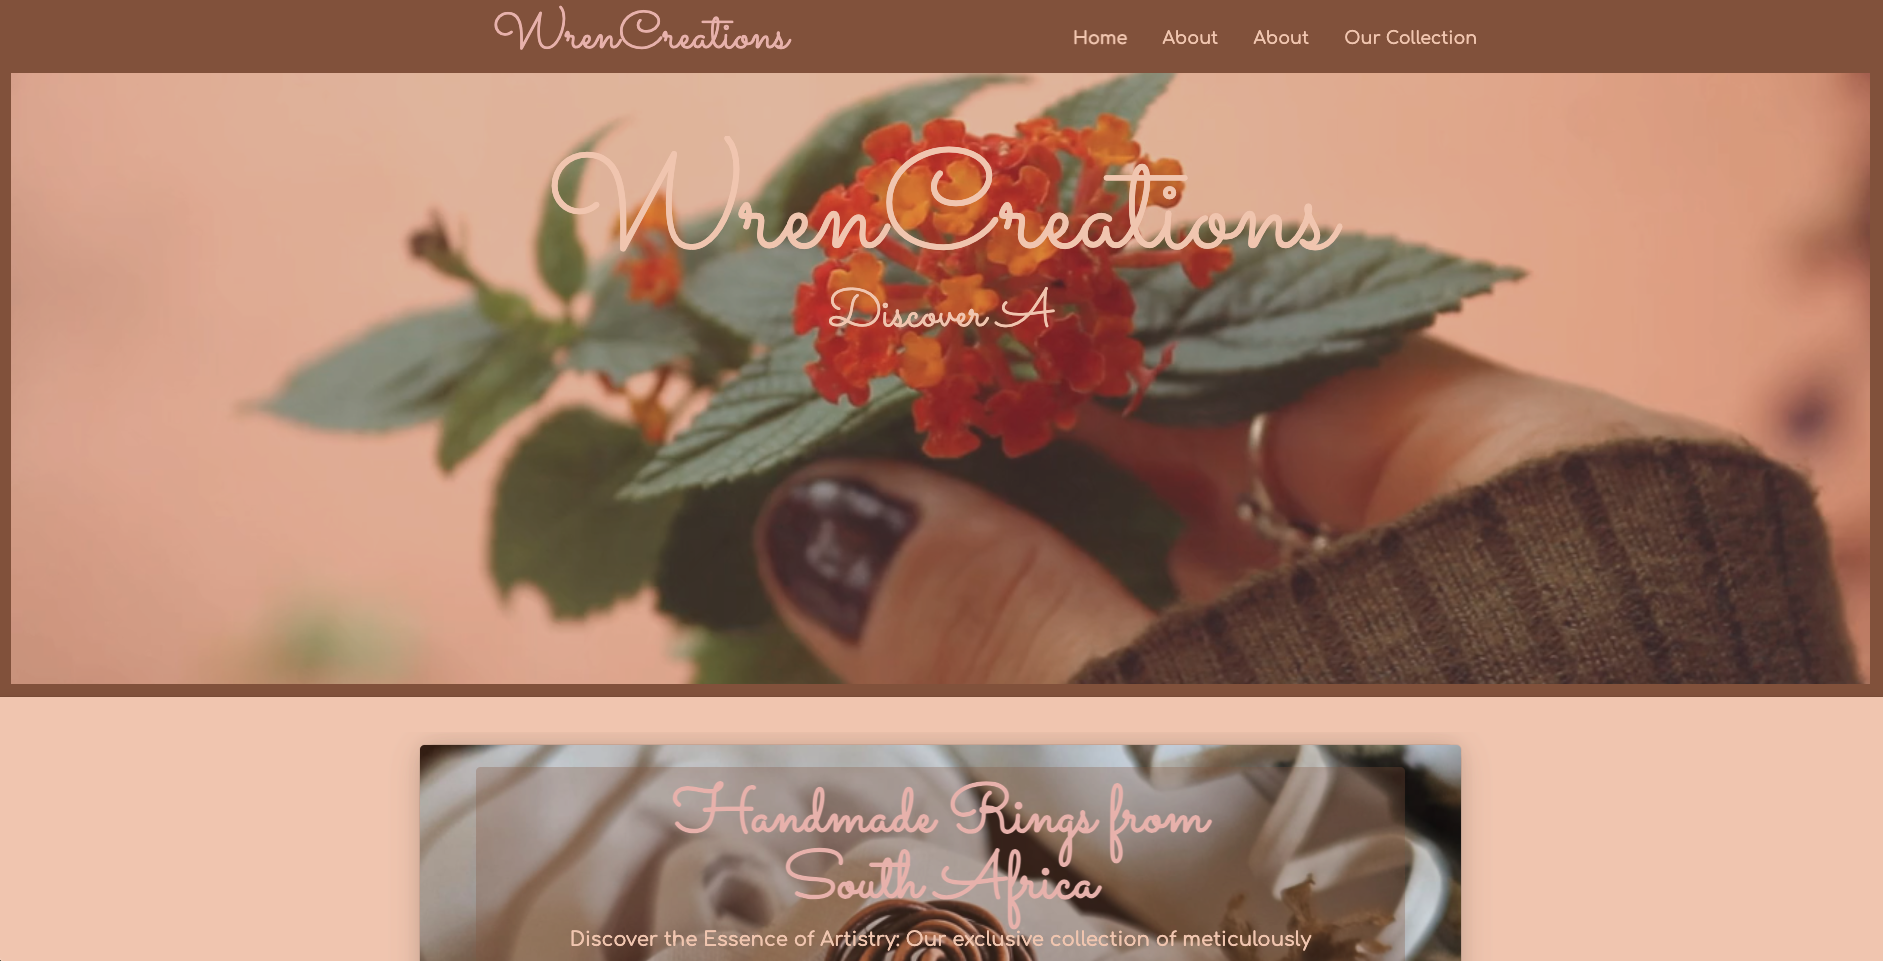 WrenCreations
Home About About Our Collection
WrenCreations
Discover A
Handmade Rings from
South Africa
Discover the Essence of Artistry: Our exclusive collection of meticulously